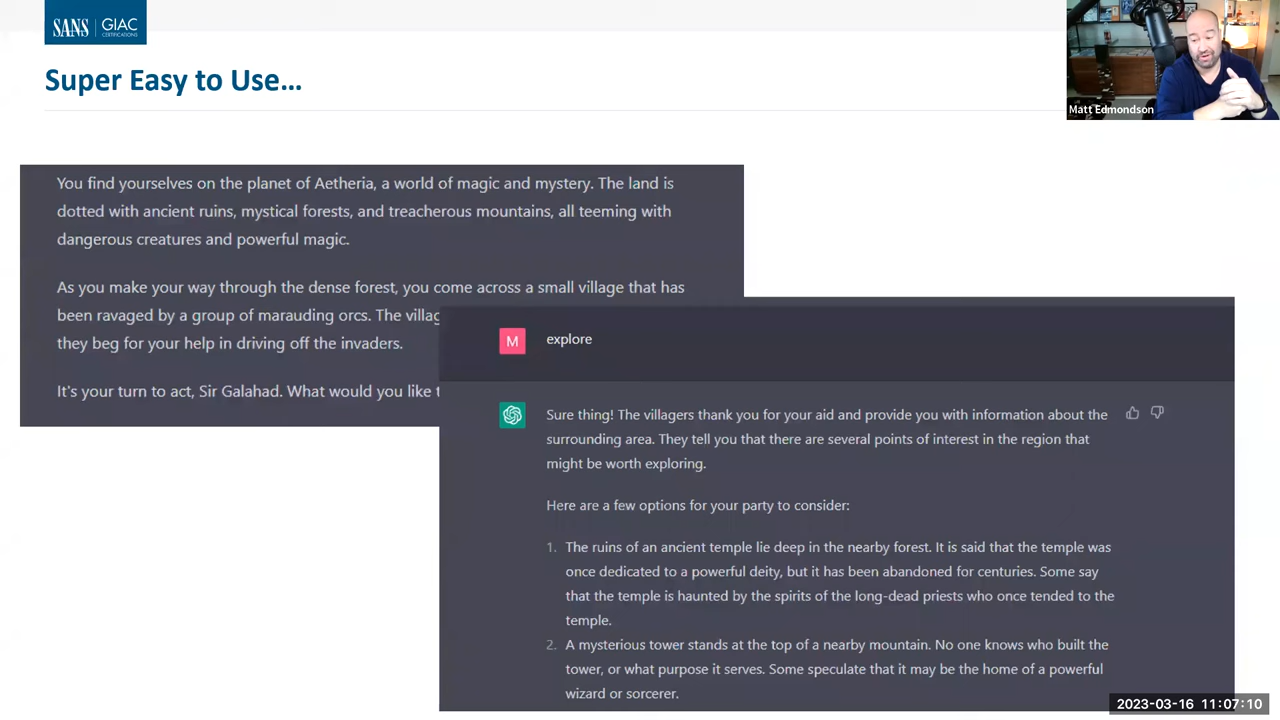 SANS | GIAC
CERTIFICATIONS
Super Easy to Use...
Matt Edmondson
You find yourselves on the planet of Aetheria, a world of magic and mystery. The land is
dotted with ancient ruins, mystical forests, and treacherous mountains, all teeming with
dangerous creatures and powerful magic.
As you make your way through the dense forest, you come across a small village that has
been ravaged by a group of marauding orcs. The villag
they beg for your help in driving off the invaders.
It's your turn to act, Sir Galahad. What would you like t
M
explore
Sure thing! The villagers thank you for your aid and provide you with information about the
surrounding area. They tell you that there are several points of interest in the region that
might be worth exploring.
Here are a few options for your party to consider:
1. The ruins of an ancient temple lie deep in the nearby forest. It is said that the temple was
once dedicated to a powerful deity, but it has been abandoned for centuries. Some say
that the temple is haunted by the spirits of the long-dead priests who once tended to the
temple.
2. A mysterious tower stands at the top of a nearby mountain. No one knows who built the
tower, or what purpose it serves. Some speculate that it may be the home of a powerful
wizard or sorcerer.
2023-03-16 11:07:10